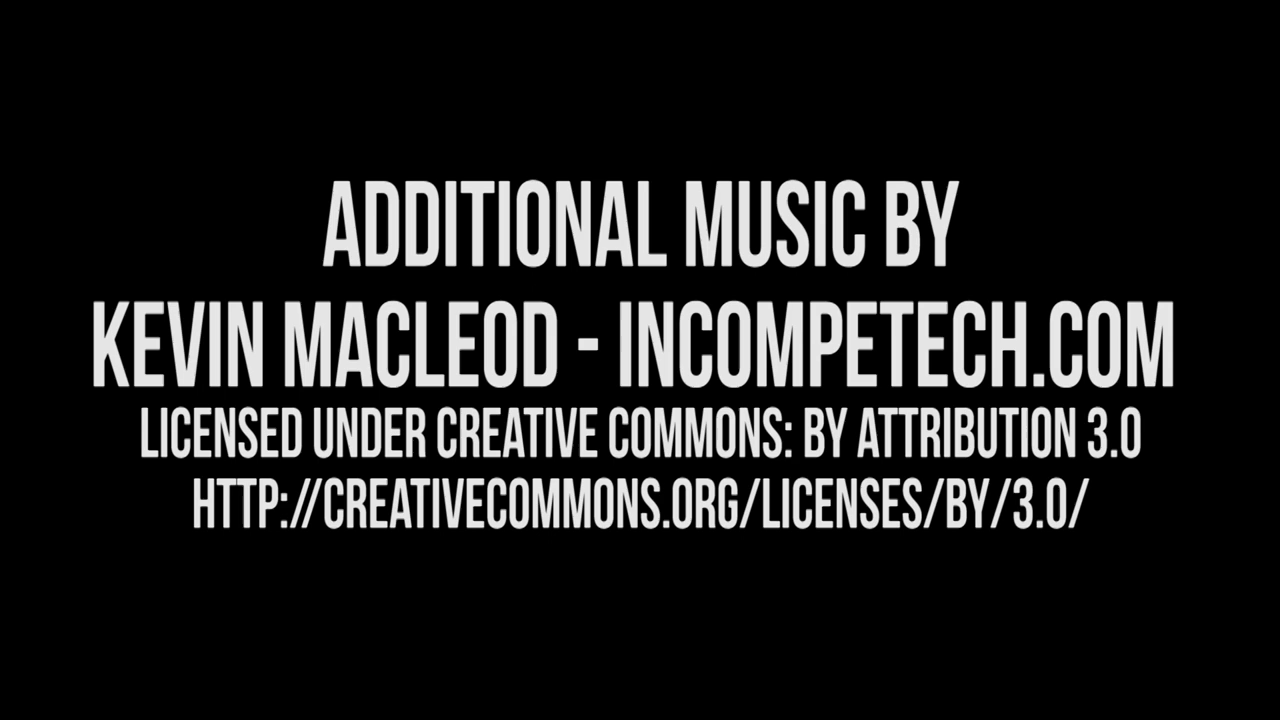 ADDITIONAL MUSIC BY
KEVIN MACLEOD - INCOMPETECH.COM
LICENSED UNDER CREATIVE COMMONS: BY ATTRIBUTION 3.0
HTTP://CREATIVECOMMONS.ORG/LICENSES/BY/3.0/